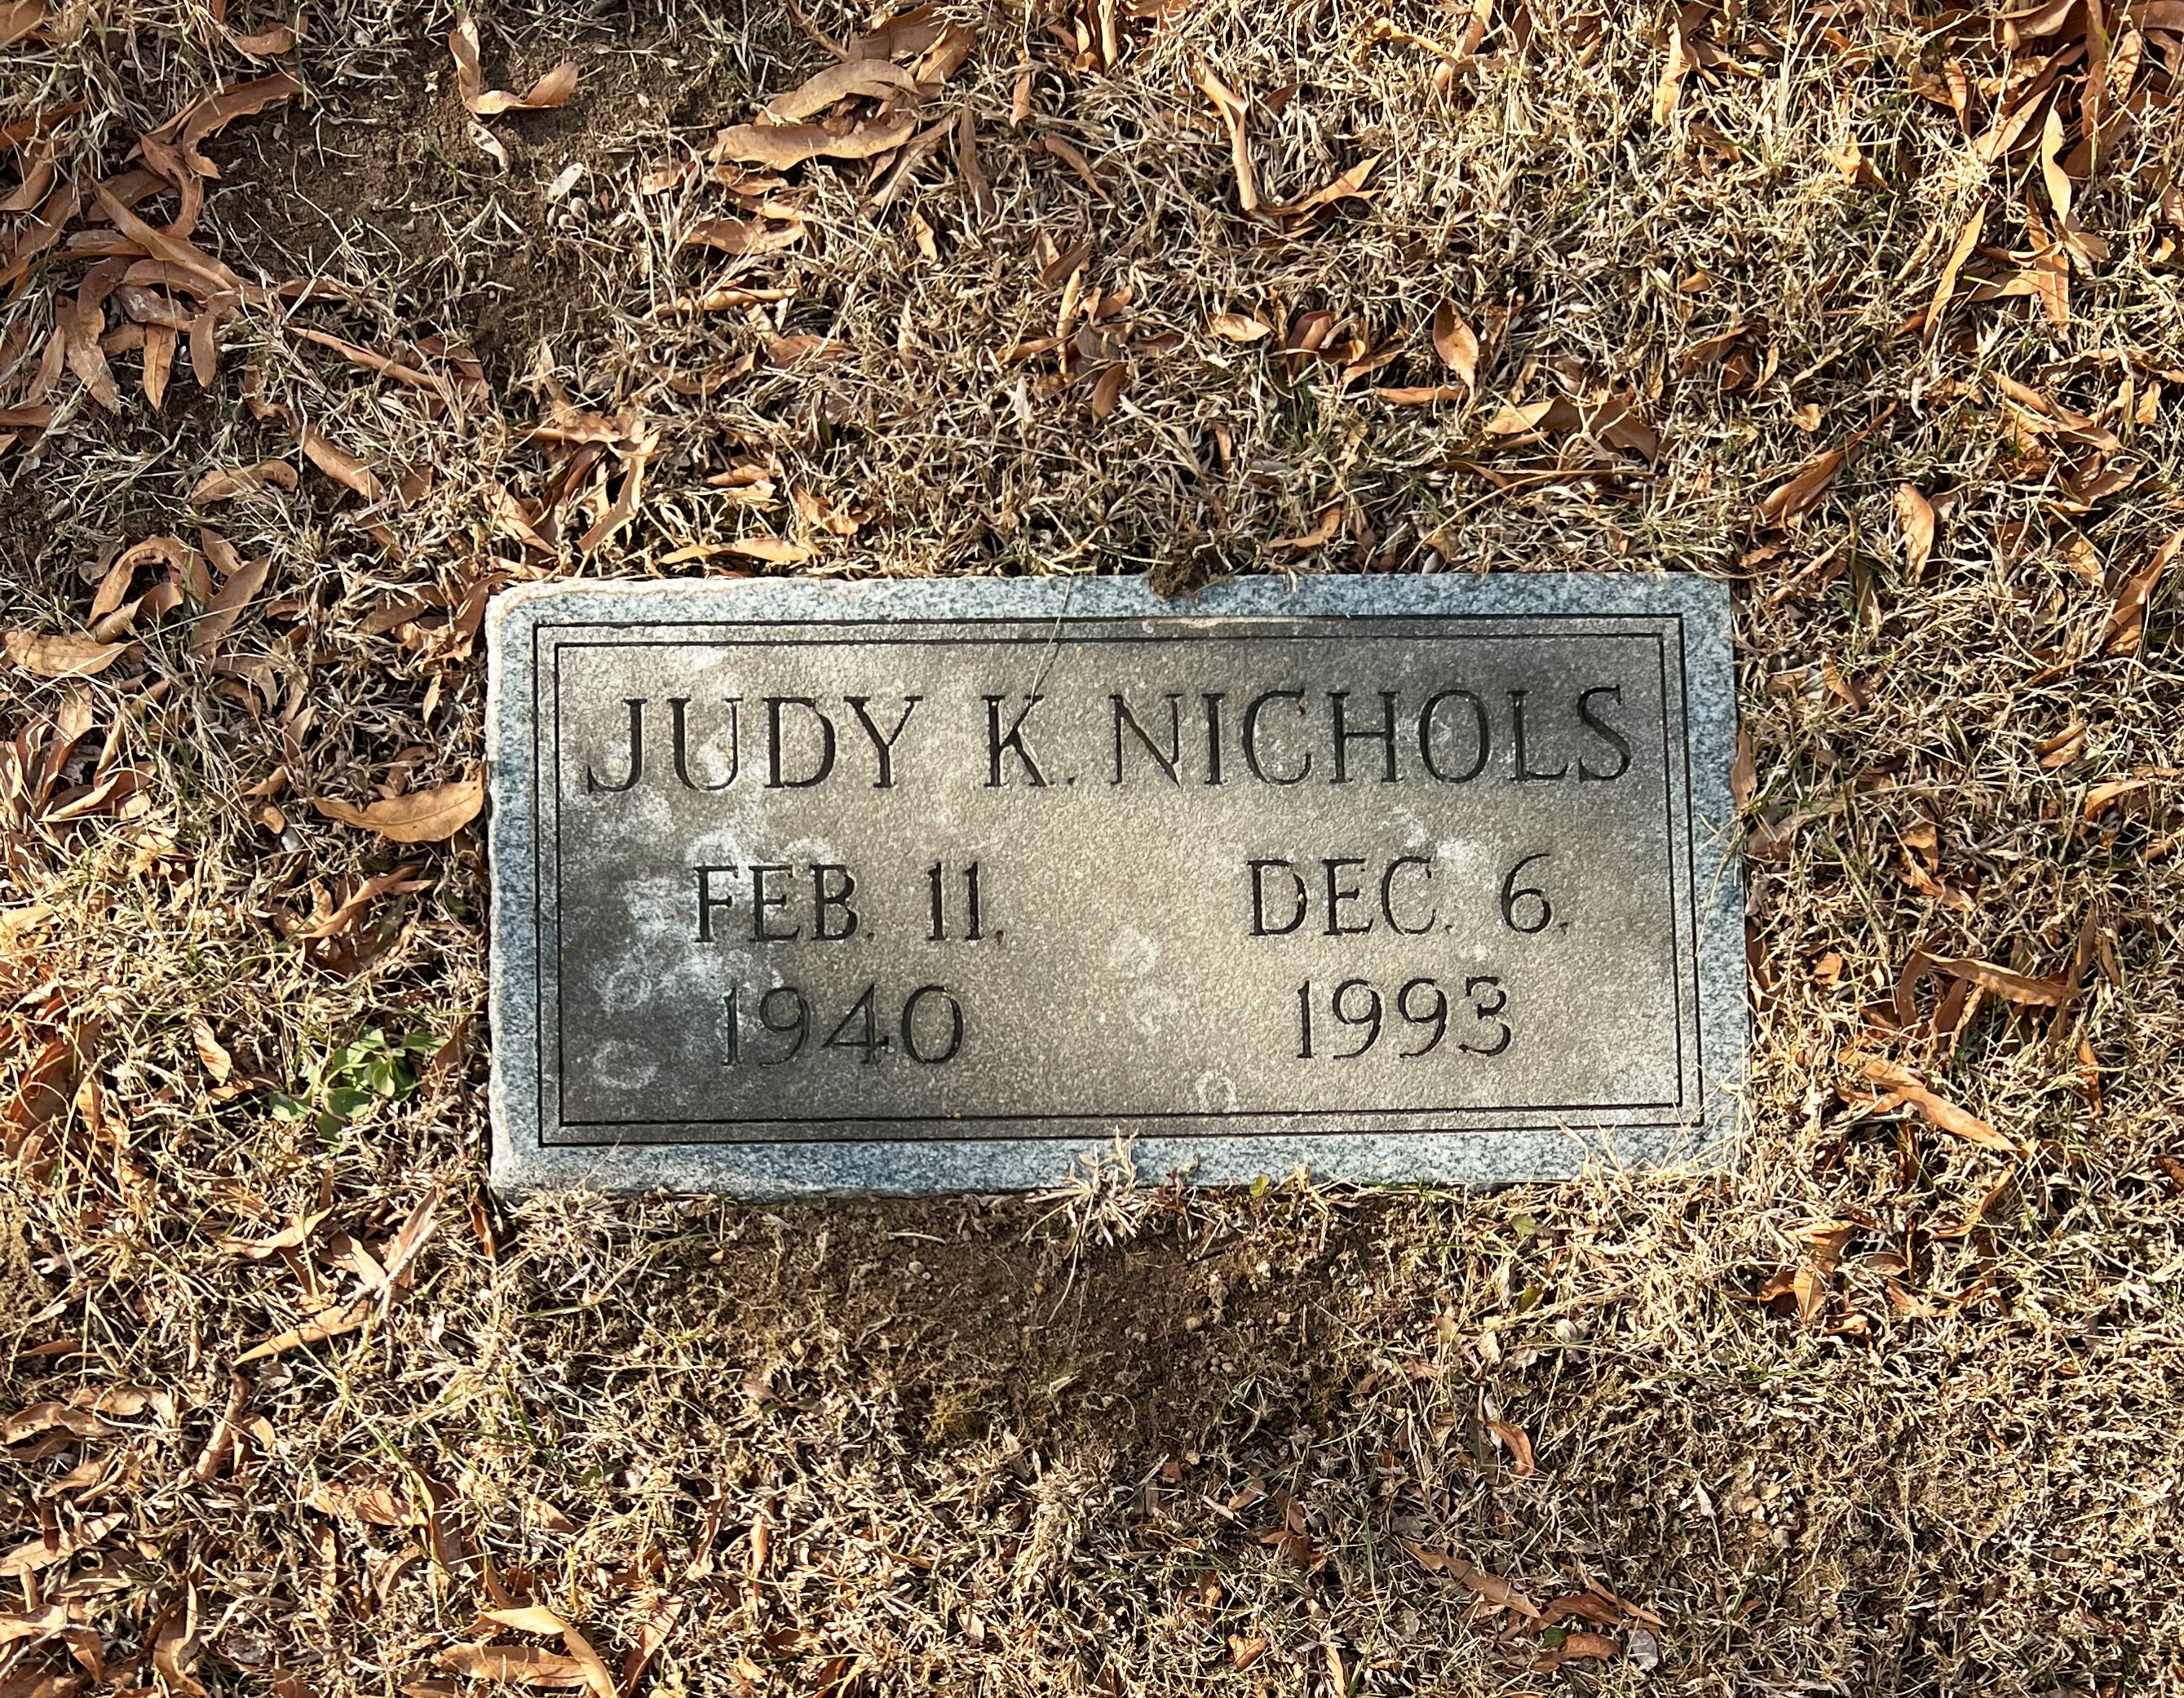 JUDY K. NICHOLS
FEB. 11, DEC. 6,
1940 1993